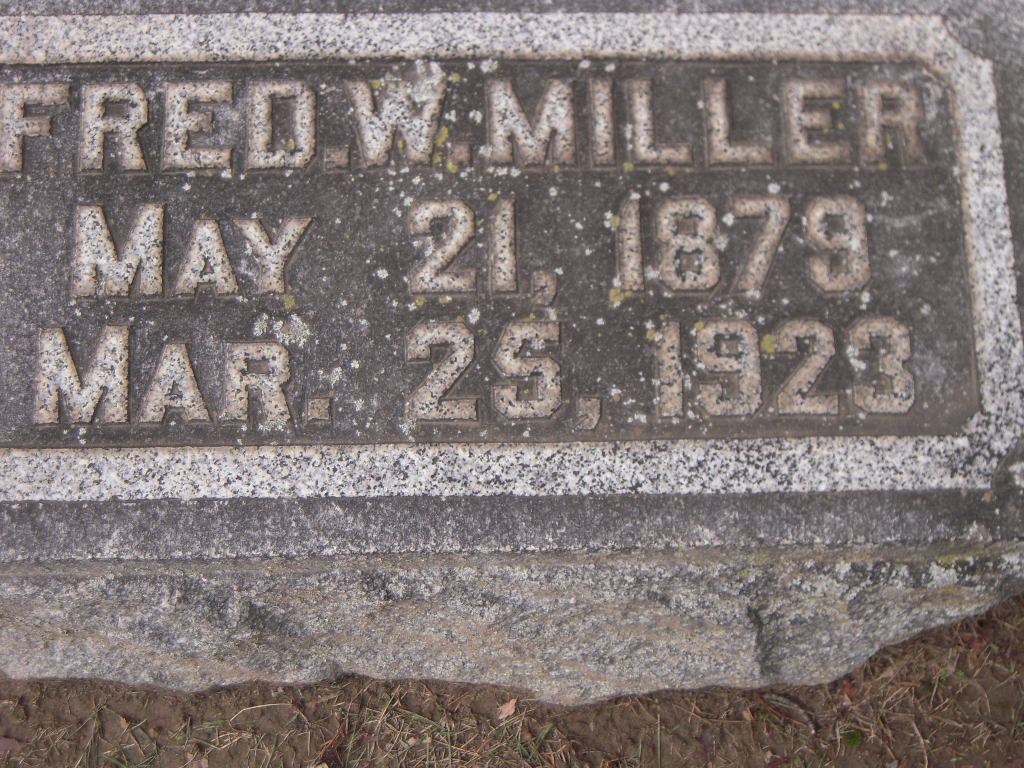 FRED.W.MILLER
MAY 21, 1879
MAR. 25, 1923